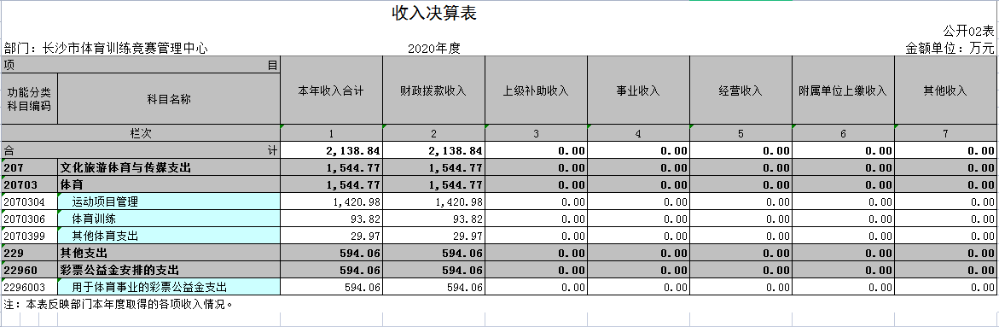 收入决算表
公开02表
部门：长沙市体育训练竞赛管理中心 2020年度 金额单位：万元
项 目
功能分类科目编码 科目名称 本年收入合计 财政拨款收入 上级补助收入 事业收入 经营收入 附属单位上缴收入 其他收入
栏次 1 2 3 4 5 6 7
合 计 2,138.84 2,138.84 0.00 0.00 0.00 0.00 0.00
207 文化旅游体育与传媒支出 1,544.77 1,544.77 0.00 0.00 0.00 0.00 0.00
20703 体育 1,544.77 1,544.77 0.00 0.00 0.00 0.00 0.00
2070304 运动项目管理 1,420.98 1,420.98 0.00 0.00 0.00 0.00 0.00
2070306 体育训练 93.82 93.82 0.00 0.00 0.00 0.00 0.00
2070399 其他体育支出 29.97 29.97 0.00 0.00 0.00 0.00 0.00
229 其他支出 594.06 594.06 0.00 0.00 0.00 0.00 0.00
22960 彩票公益金安排的支出 594.06 594.06 0.00 0.00 0.00 0.00 0.00
2296003 用于体育事业的彩票公益金支出 594.06 594.06 0.00 0.00 0.00 0.00 0.00
注：本表反映部门本年度取得的各项收入情况。